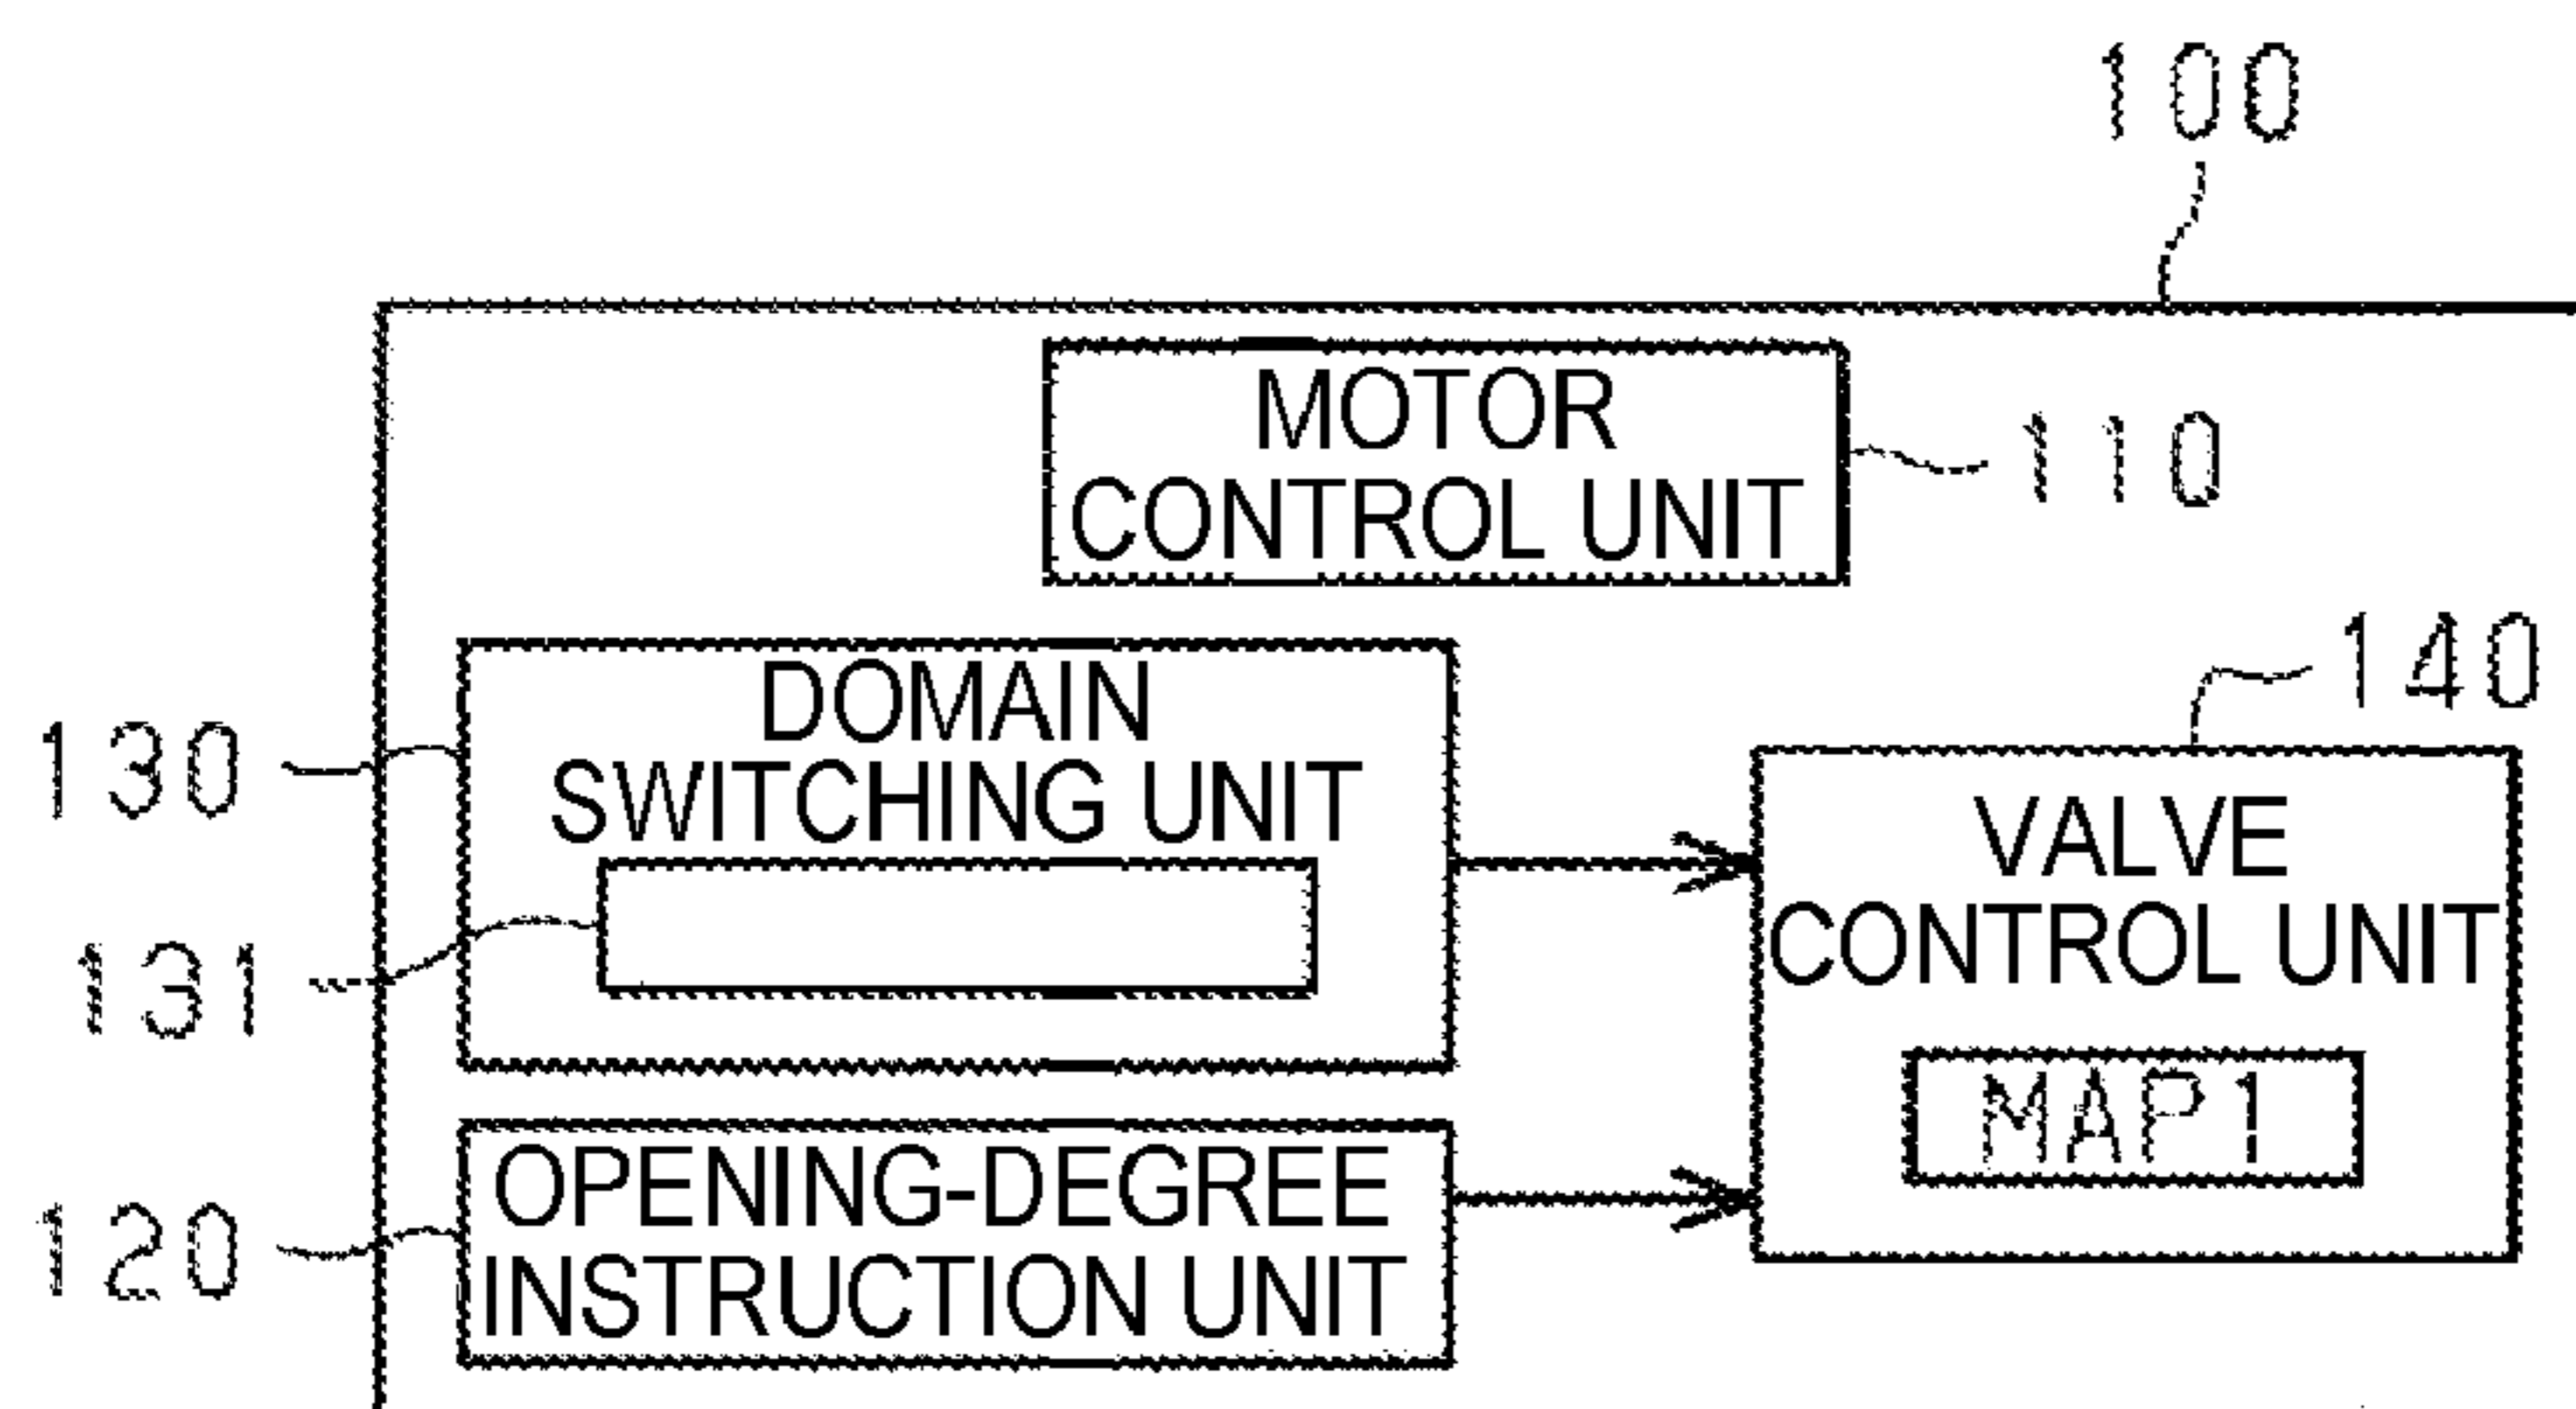 100
MOTOR
CONTROL UNIT
110
DOMAIN
SWITCHING UNIT
130
131
140
VALVE
CONTROL UNIT
MAP1
OPENING-DEGREE
INSTRUCTION UNIT
120